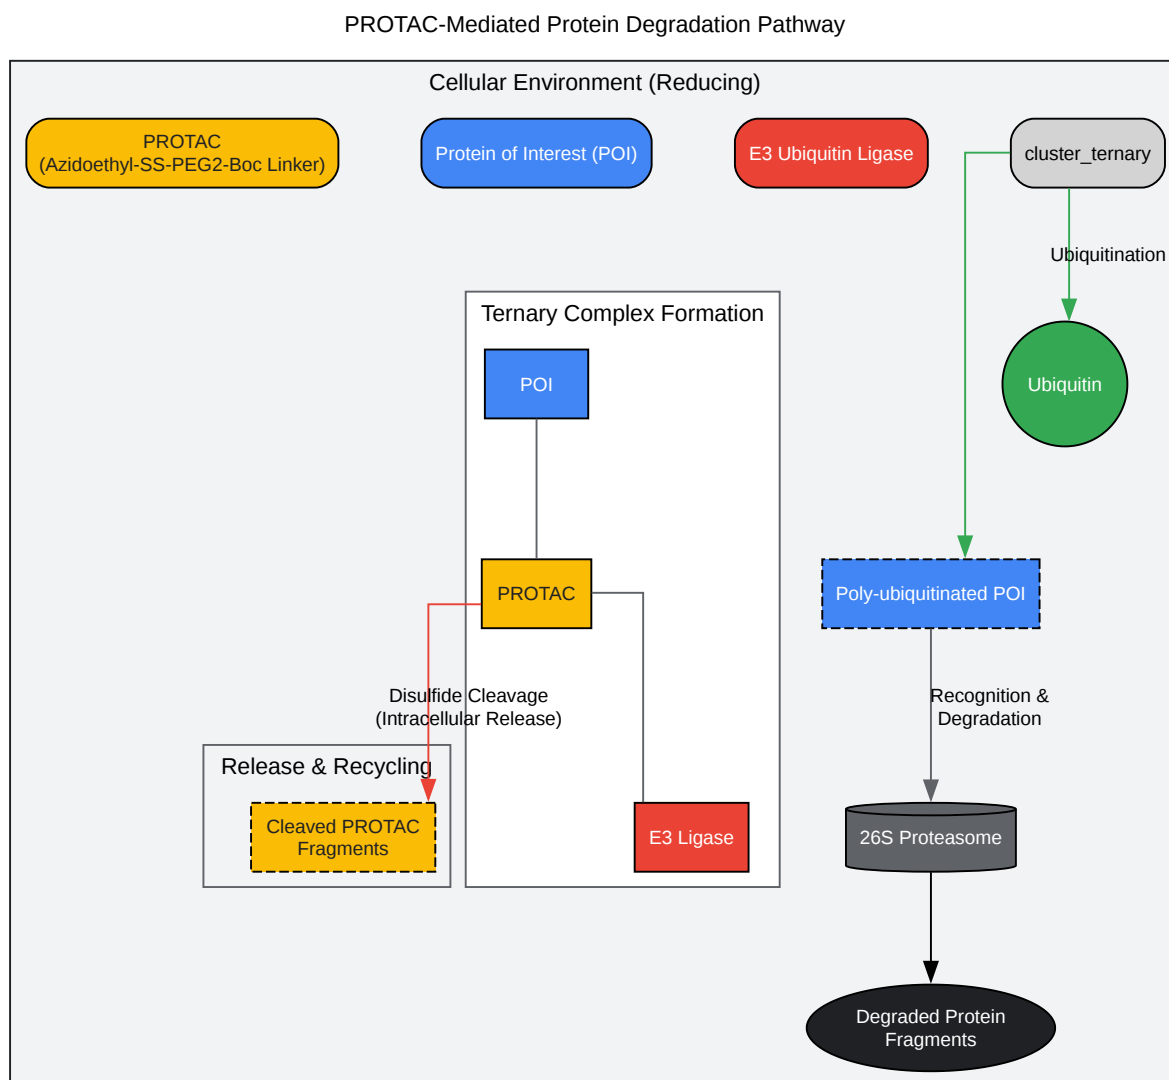 PROTAC-Mediated Protein Degradation Pathway
Cellular Environment (Reducing)
PROTAC
(Azidoethyl-SS-PEG2-Boc Linker)
Protein of Interest (POI)
E3 Ubiquitin Ligase
cluster_ternary
Ubiquitination
Ternary Complex Formation
POI
Ubiquitin
PROTAC
Poly-ubiquitinated POI
Disulfide Cleavage
(Intracellular Release)
Recognition &
Degradation
Release & Recycling
Cleaved PROTAC
Fragments
E3 Ligase
26S Proteasome
Degraded Protein
Fragments